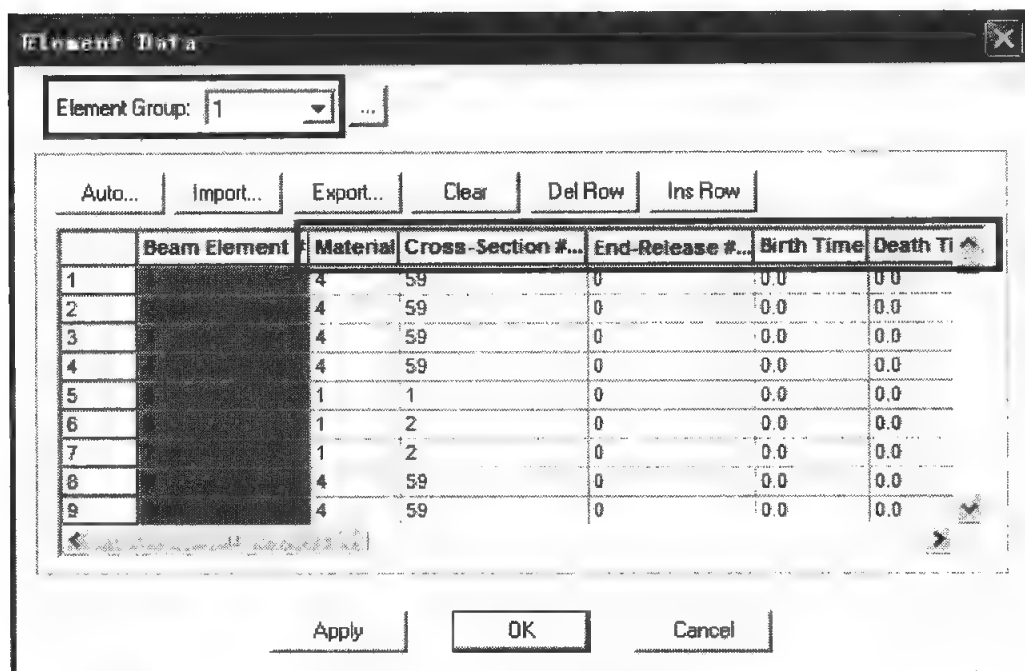 Element Data
Element Group: 1 ...
Auto... Import... Export... Clear Del Row Ins Row
Beam Element # Material Cross-Section #... End-Release #... Birth Time Death Ti
1 4 59 0 0.0 0.0
2 4 59 0 0.0 0.0
3 4 59 0 0.0 0.0
4 4 59 0 0.0 0.0
5 1 1 0 0.0 0.0
6 1 2 0 0.0 0.0
7 1 2 0 0.0 0.0
8 4 59 0 0.0 0.0
9 4 59 0 0.0 0.0
Apply OK Cancel